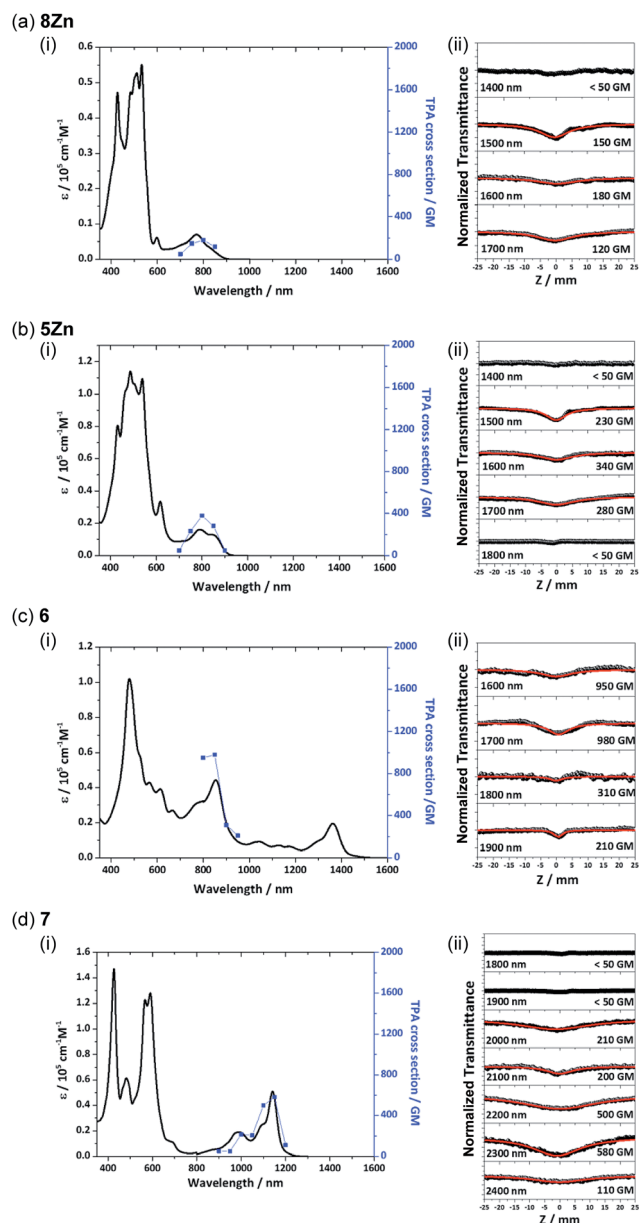 (a) 8Zn
(i)
0.6
0.5
0.4
0.3
0.2
0.1
0.0
ε / 10⁵ cm⁻¹M⁻¹
2000
1600
1200
800
400
0
TPA cross section / GM
400 600 800 1000 1200 1400 1600
Wavelength / nm
(ii)
Normalized Transmittance
1400 nm < 50 GM
1500 nm 150 GM
1600 nm 180 GM
1700 nm 120 GM
-25 -20 -15 -10 -5 0 5 10 15 20 25
Z / mm
(b) 5Zn
(i)
1.2
1.0
0.8
0.6
0.4
0.2
0.0
ε / 10⁵ cm⁻¹M⁻¹
2000
1600
1200
800
400
0
TPA cross section / GM
400 600 800 1000 1200 1400 1600
Wavelength / nm
(ii)
Normalized Transmittance
1400 nm < 50 GM
1500 nm 230 GM
1600 nm 340 GM
1700 nm 280 GM
1800 nm < 50 GM
-25 -20 -15 -10 -5 0 5 10 15 20 25
Z / mm
(c) 6
(i)
1.2
1.0
0.8
0.6
0.4
0.2
0.0
ε / 10⁵ cm⁻¹M⁻¹
2000
1600
1200
800
400
0
TPA cross section /GM
400 600 800 1000 1200 1400 1600
Wavelength / nm
(ii)
Normalized Transmittance
1600 nm 950 GM
1700 nm 980 GM
1800 nm 310 GM
1900 nm 210 GM
-25 -20 -15 -10 -5 0 5 10 15 20 25
Z / mm
(d) 7
(i)
1.6
1.4
1.2
1.0
0.8
0.6
0.4
0.2
0.0
ε / 10⁵ cm⁻¹M⁻¹
2000
1600
1200
800
400
0
TPA cross section / GM
400 600 800 1000 1200 1400 1600
Wavelength / nm
(ii)
Normalized Transmittance
1800 nm < 50 GM
1900 nm < 50 GM
2000 nm 210 GM
2100 nm 200 GM
2200 nm 500 GM
2300 nm 580 GM
2400 nm 110 GM
-25 -20 -15 -10 -5 0 5 10 15 20 25
Z / mm